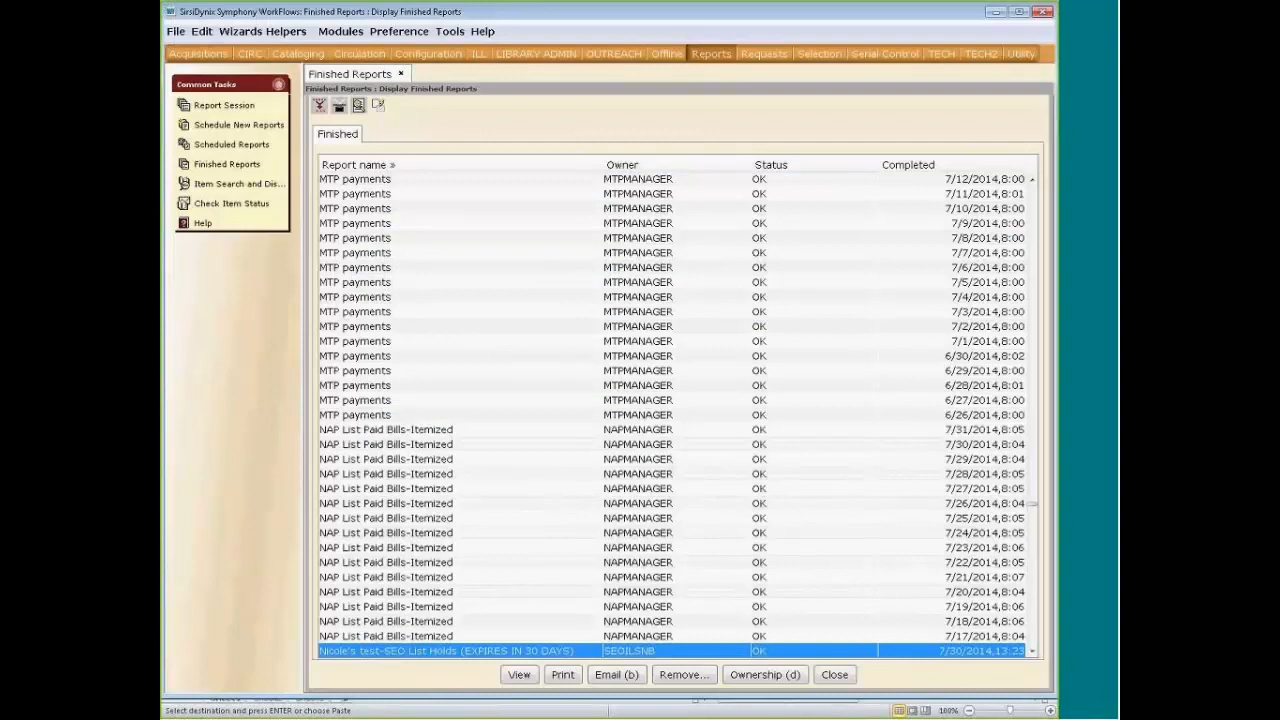 SirsiDynix Symphony WorkFlows: Finished Reports : Display Finished Reports
File Edit Wizards Helpers Modules Preference Tools Help
Acquisitions CIRC Cataloging Circulation Configuration ILL LIBRARY ADMIN OUTREACH Offline Reports Requests Selection Serial Control TECH TECH2 Utility
Common Tasks
Report Session
Schedule New Reports
Scheduled Reports
Finished Reports
Item Search and Dis...
Check Item Status
Help
Finished Reports ×
Finished Reports : Display Finished Reports
Finished
Report name » Owner Status Completed
MTP payments MTPMANAGER OK 7/12/2014,8:00
MTP payments MTPMANAGER OK 7/11/2014,8:01
MTP payments MTPMANAGER OK 7/10/2014,8:00
MTP payments MTPMANAGER OK 7/9/2014,8:00
MTP payments MTPMANAGER OK 7/8/2014,8:00
MTP payments MTPMANAGER OK 7/7/2014,8:00
MTP payments MTPMANAGER OK 7/6/2014,8:00
MTP payments MTPMANAGER OK 7/5/2014,8:00
MTP payments MTPMANAGER OK 7/4/2014,8:00
MTP payments MTPMANAGER OK 7/3/2014,8:00
MTP payments MTPMANAGER OK 7/2/2014,8:00
MTP payments MTPMANAGER OK 7/1/2014,8:00
MTP payments MTPMANAGER OK 6/30/2014,8:02
MTP payments MTPMANAGER OK 6/29/2014,8:00
MTP payments MTPMANAGER OK 6/28/2014,8:01
MTP payments MTPMANAGER OK 6/27/2014,8:00
MTP payments MTPMANAGER OK 6/26/2014,8:00
NAP List Paid Bills-Itemized NAPMANAGER OK 7/31/2014,8:05
NAP List Paid Bills-Itemized NAPMANAGER OK 7/30/2014,8:04
NAP List Paid Bills-Itemized NAPMANAGER OK 7/29/2014,8:04
NAP List Paid Bills-Itemized NAPMANAGER OK 7/28/2014,8:05
NAP List Paid Bills-Itemized NAPMANAGER OK 7/27/2014,8:05
NAP List Paid Bills-Itemized NAPMANAGER OK 7/26/2014,8:04
NAP List Paid Bills-Itemized NAPMANAGER OK 7/25/2014,8:05
NAP List Paid Bills-Itemized NAPMANAGER OK 7/24/2014,8:05
NAP List Paid Bills-Itemized NAPMANAGER OK 7/23/2014,8:06
NAP List Paid Bills-Itemized NAPMANAGER OK 7/22/2014,8:05
NAP List Paid Bills-Itemized NAPMANAGER OK 7/21/2014,8:07
NAP List Paid Bills-Itemized NAPMANAGER OK 7/20/2014,8:04
NAP List Paid Bills-Itemized NAPMANAGER OK 7/19/2014,8:06
NAP List Paid Bills-Itemized NAPMANAGER OK 7/18/2014,8:06
NAP List Paid Bills-Itemized NAPMANAGER OK 7/17/2014,8:04
Nicole's test-SEO List Holds (EXPIRES IN 30 DAYS) SEOILSNB OK 7/30/2014,13:23
View Print Email (b) Remove... Ownership (d) Close
Select destination and press ENTER or choose Paste 100%